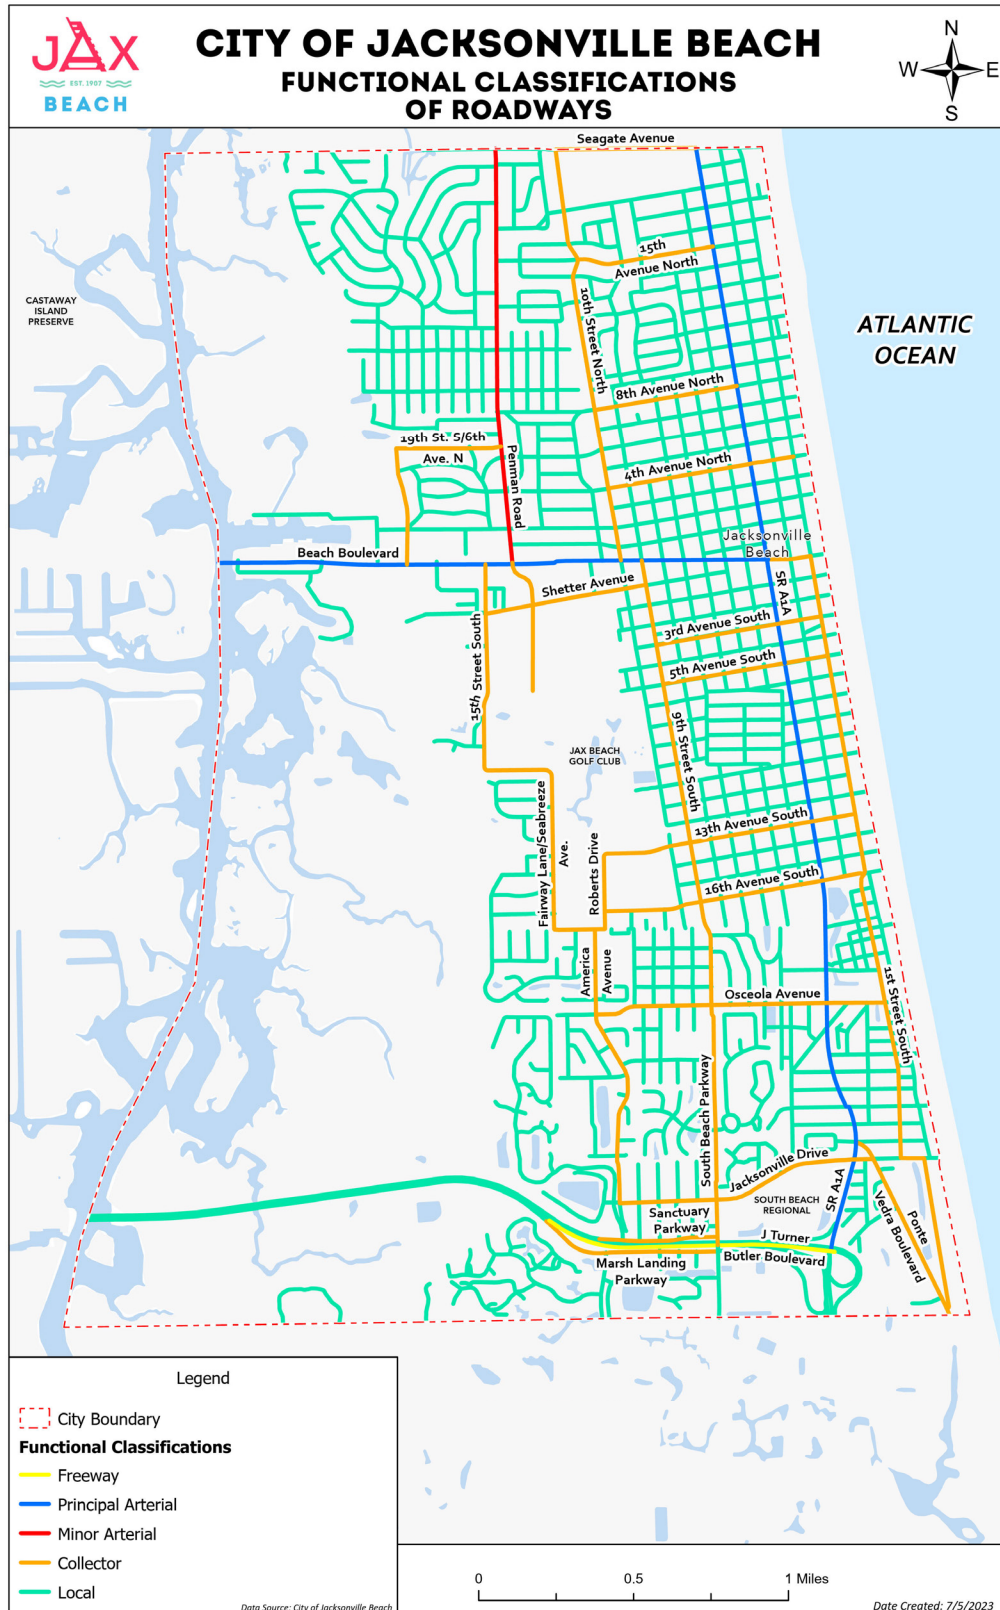 JAX
EST. 1907
BEACH
CITY OF JACKSONVILLE BEACH
FUNCTIONAL CLASSIFICATIONS
OF ROADWAYS
N
W
E
S
Seagate Avenue
15th
Avenue North
CASTAWAY
ISLAND
PRESERVE
10th Street North
ATLANTIC
OCEAN
8th Avenue North
19th St. S/6th
Ave. N
Penman Road
4th Avenue North
Jacksonville
Beach
Beach Boulevard
Shetter Avenue
SR A1A
3rd Avenue South
15th Street South
5th Avenue South
9th Street South
JAX BEACH
GOLF CLUB
Fairway Lane/Seabreeze
Ave.
Roberts Drive
13th Avenue South
16th Avenue South
America
Avenue
Osceola Avenue
1st Street South
South Beach Parkway
Jacksonville Drive
SOUTH BEACH
REGIONAL
SR A1A
Ponte
Vedra Boulevard
Sanctuary
Parkway
J Turner
Butler Boulevard
Marsh Landing
Parkway
Legend
City Boundary
Functional Classifications
Freeway
Principal Arterial
Minor Arterial
Collector
Local
Data Source: City of Jacksonville Beach
0
0.5
1 Miles
Date Created: 7/5/2023